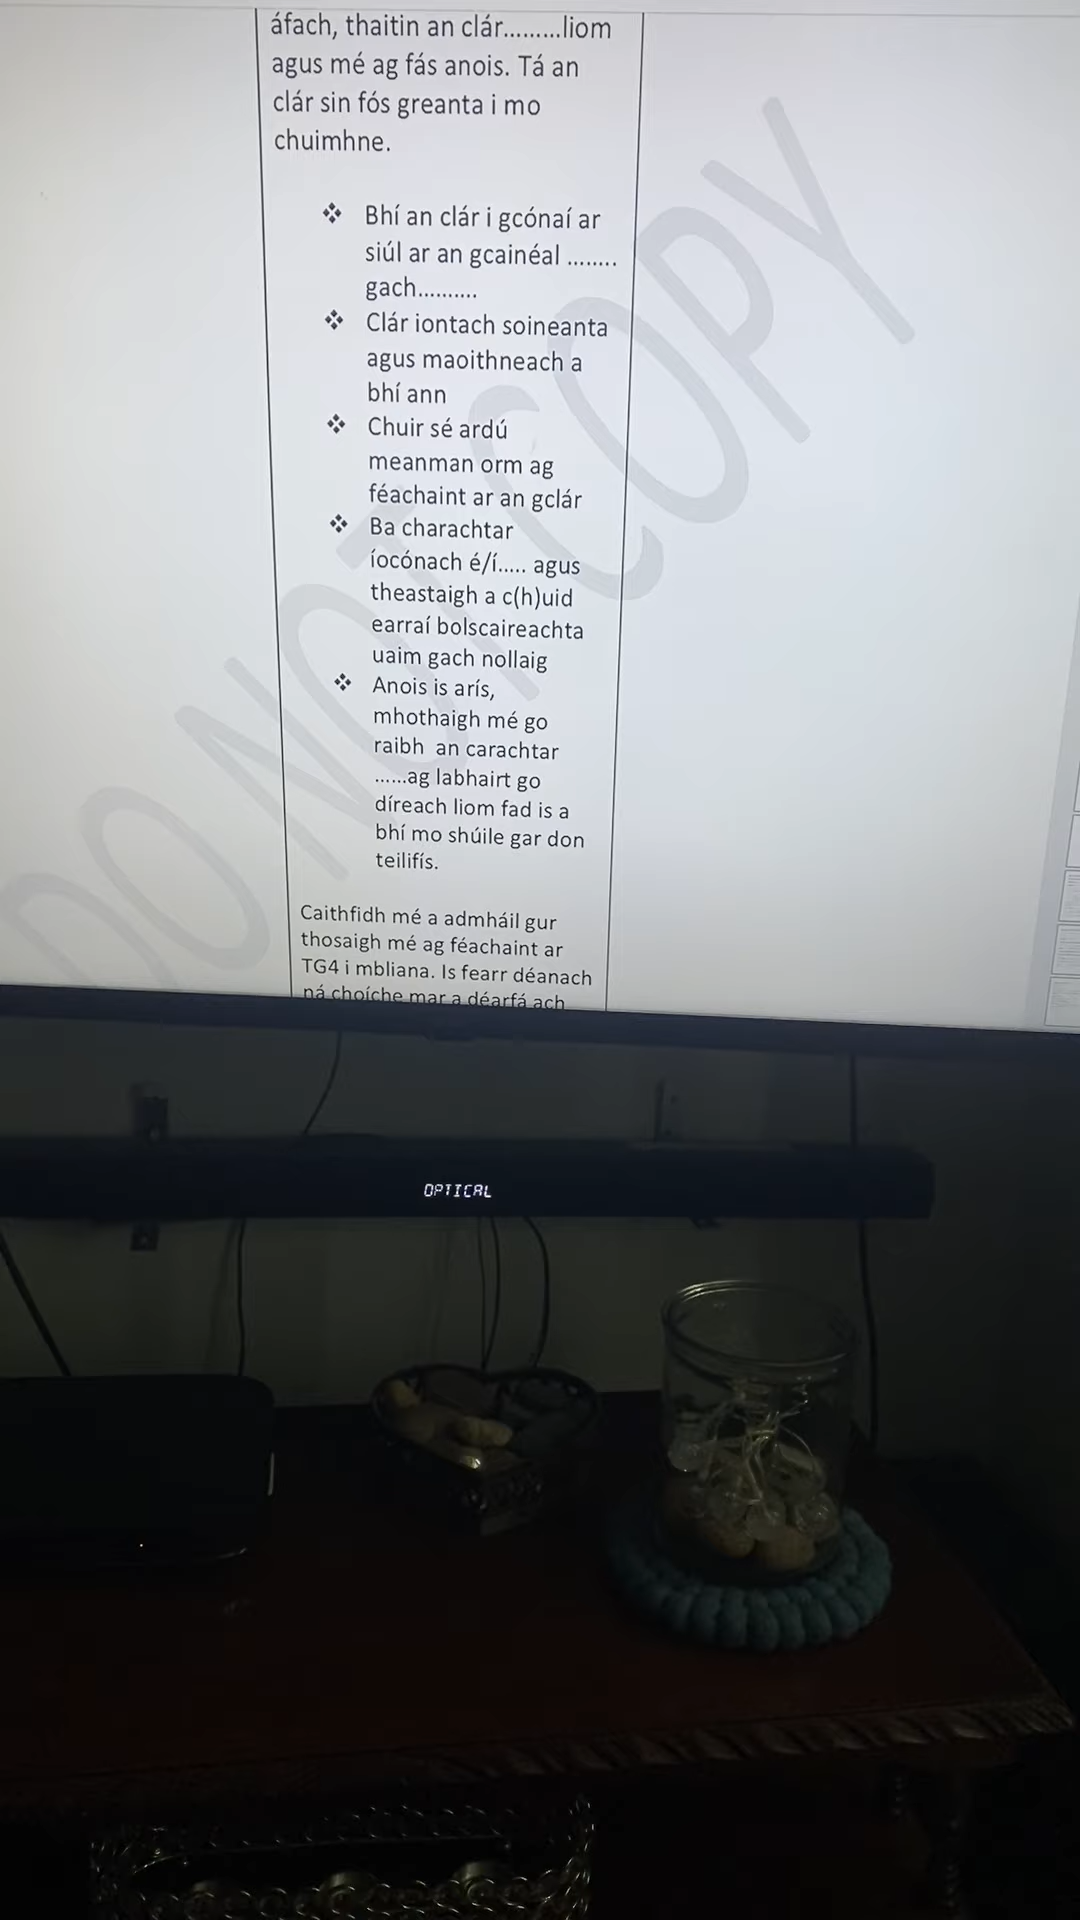 áfach, thaitin an clár.........liom
agus mé ag fás anois. Tá an
clár sin fós greanta i mo
chuimhne.
❖ Bhí an clár i gcónaí ar
siúl ar an gcainéal ........
gach..........
❖ Clár iontach soineanta
agus maoithneach a
bhí ann
❖ Chuir sé ardú
meanman orm ag
féachaint ar an gclár
❖ Ba charachtar
íocónach é/í..... agus
theastaigh a c(h)uid
earraí bolscaireachta
uaim gach nollaig
❖ Anois is arís,
mhothaigh mé go
raibh an carachtar
......ag labhairt go
díreach liom fad is a
bhí mo shúile gar don
teilifís.
Caithfidh mé a admháil gur
thosaigh mé ag féachaint ar
TG4 i mbliana. Is fearr déanach
ná choíche mar a déarfá ach
DO NOT COPY
OPTICAL